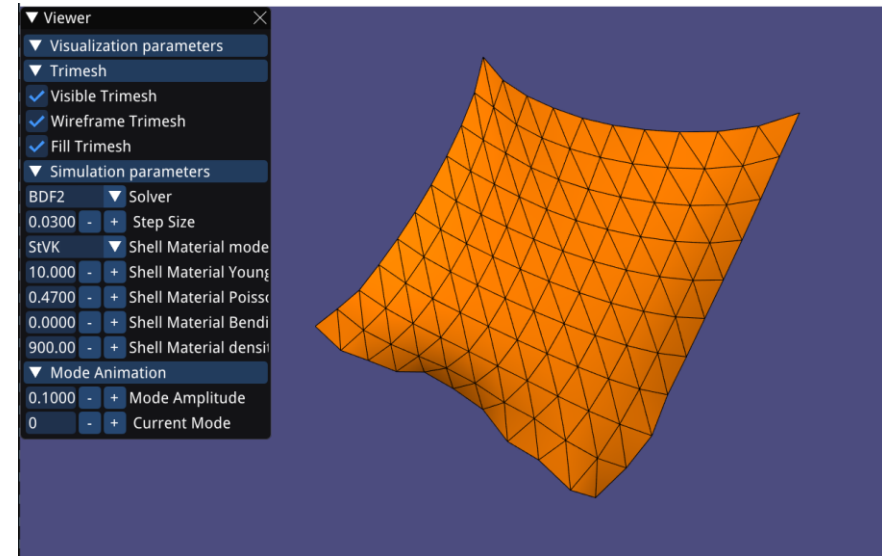 Viewer
Visualization parameters
Trimesh
Visible Trimesh
Wireframe Trimesh
Fill Trimesh
Simulation parameters
BDF2 Solver
0.0300 - + Step Size
StVK Shell Material mode
10.000 - + Shell Material Young
0.4700 - + Shell Material Poisso
0.0000 - + Shell Material Bendi
900.00 - + Shell Material densit
Mode Animation
0.1000 - + Mode Amplitude
0 - + Current Mode